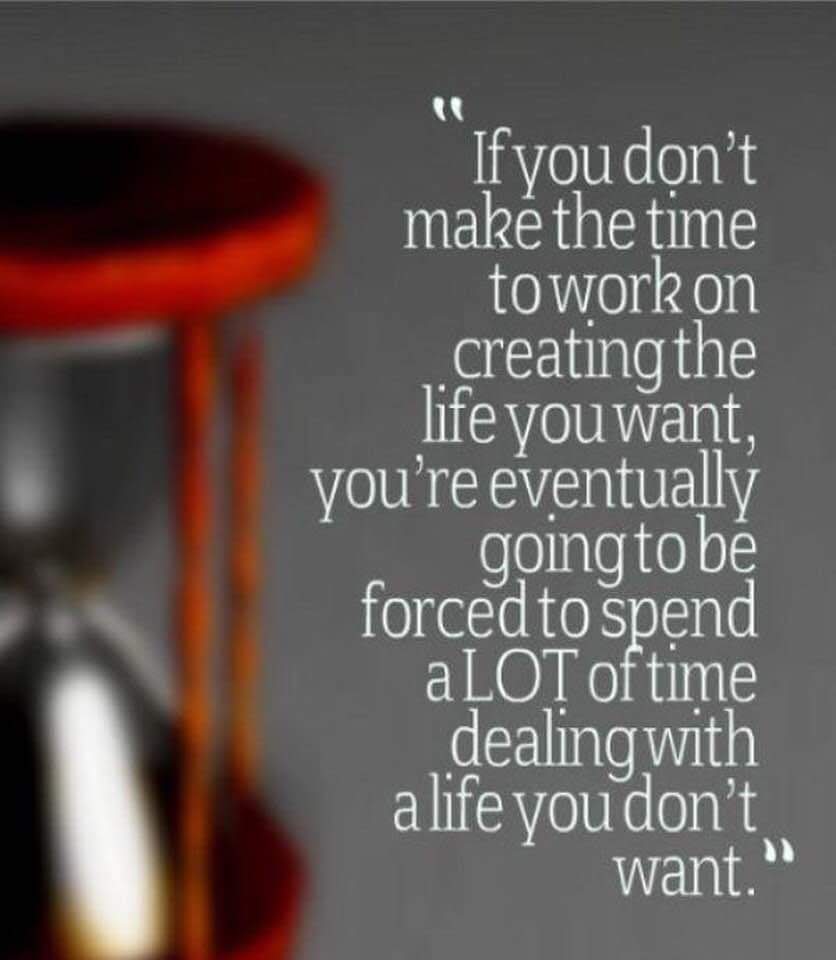 “If you don’t
make the time
to work on
creating the
life you want,
you’re eventually
going to be
forced to spend
a LOT of time
dealing with
a life you don’t
want.”